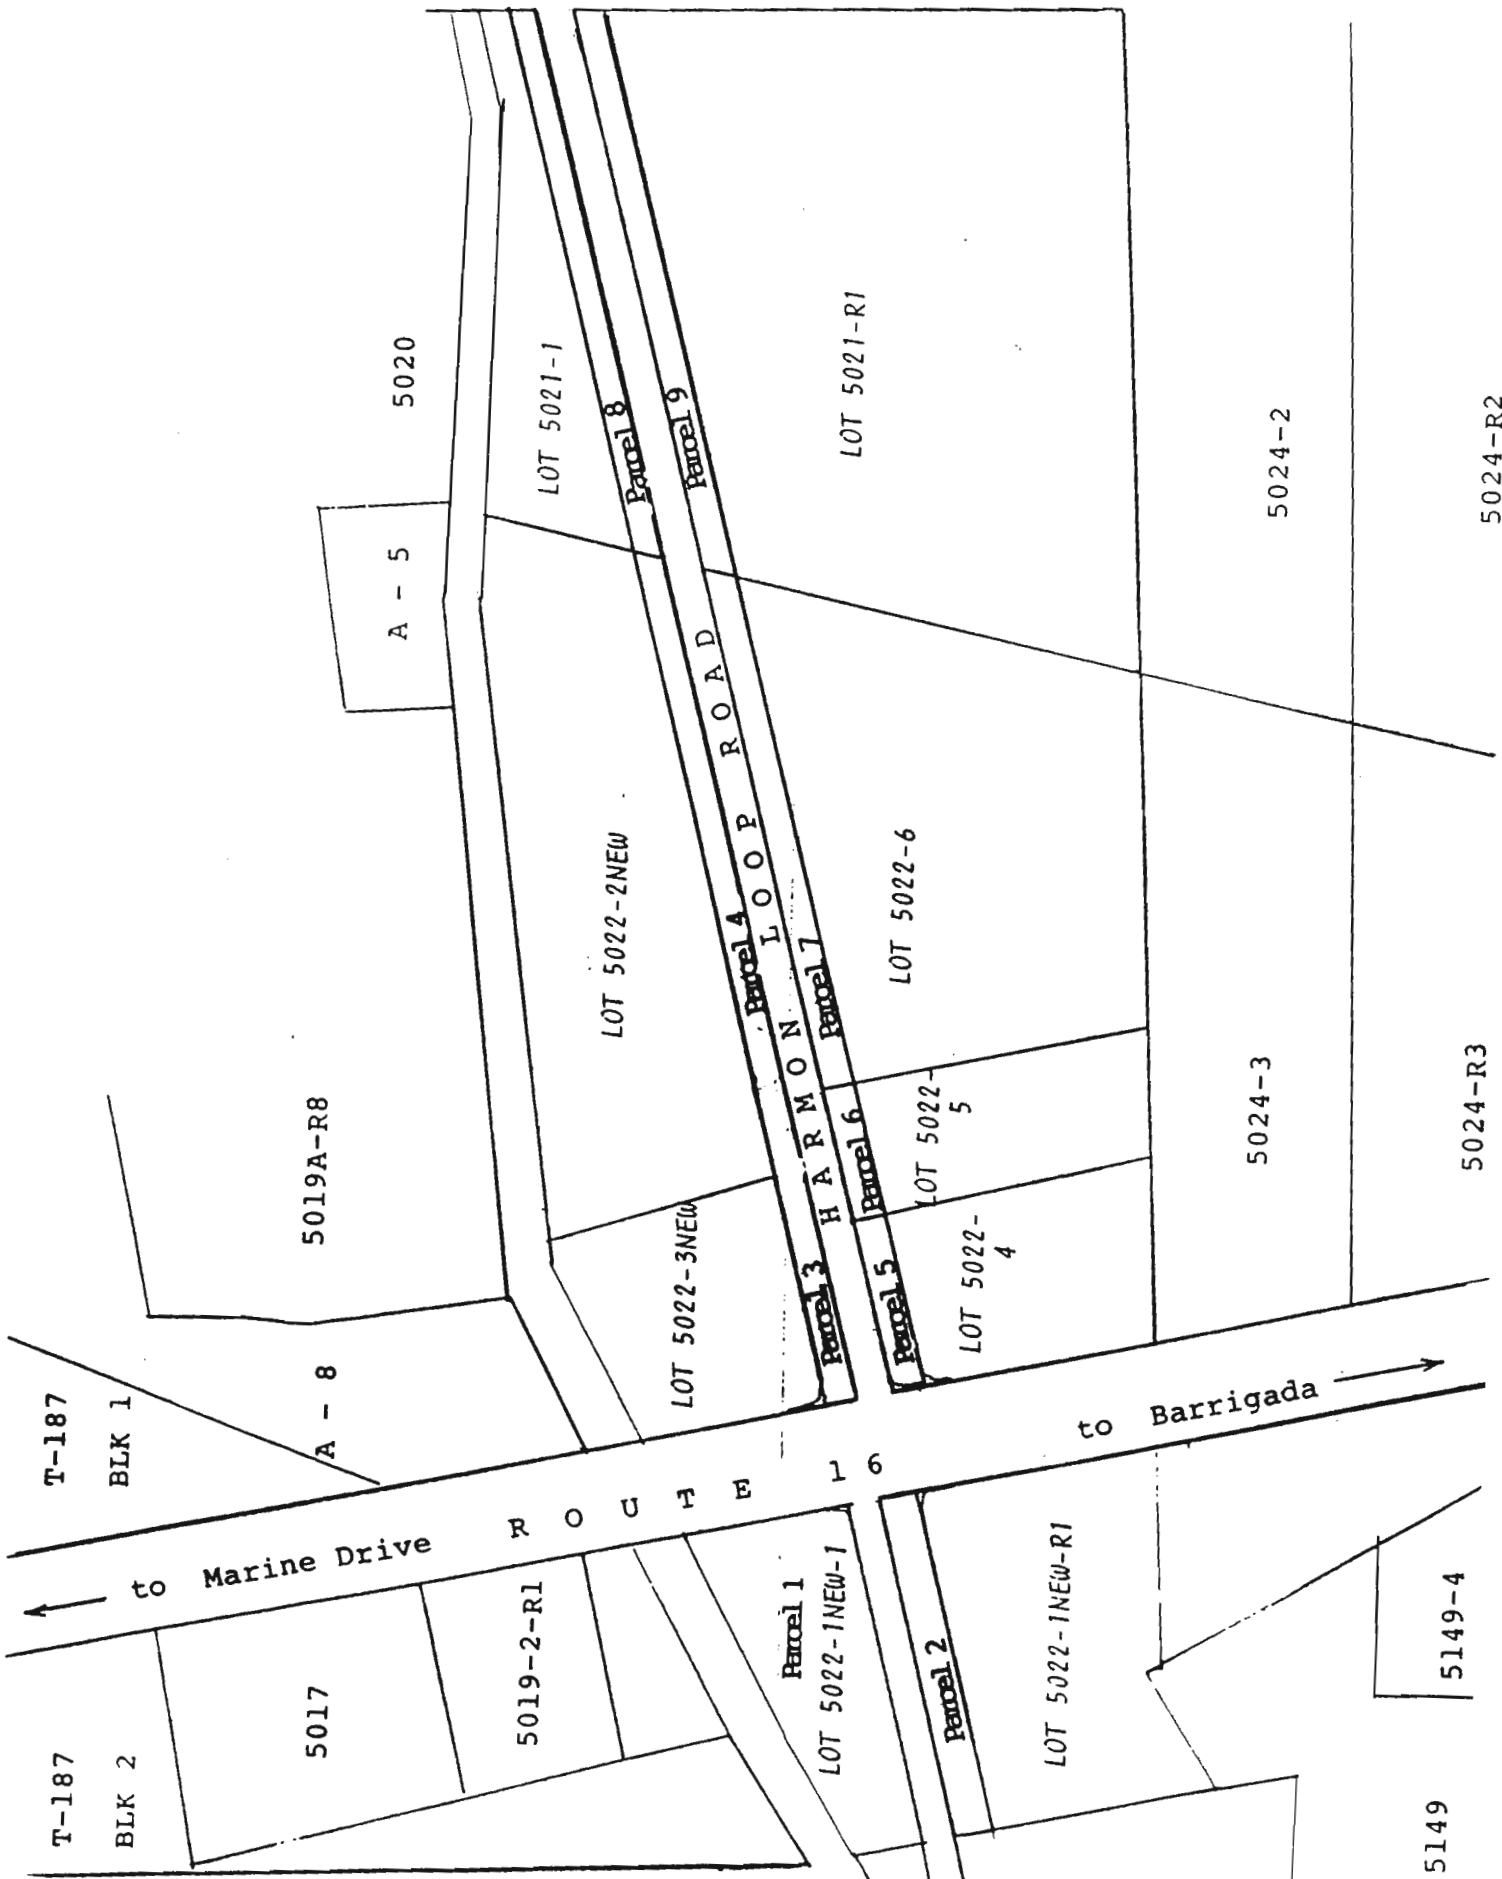 5020
LOT 5021-1
Parcel 8
Parcel 9
LOT 5021-R1
5024-2
5024-R2
A - 5
LOT 5022-2NEW
Parcel 4
HARMON LOOP ROAD
Parcel 7
LOT 5022-6
5019A-R8
LOT 5022-3NEW
Parcel 3
Parcel 6
LOT 5022-
5
Parcel 5
LOT 5022-
4
5024-3
5024-R3
T-187
BLK 1
A - 8
to Marine Drive
ROUTE 16
to Barrigada
T-187
BLK 2
5017
5019-2-R1
Parcel 1
LOT 5022-1NEW-1
Parcel 2
LOT 5022-1NEW-R1
5149-4
5149